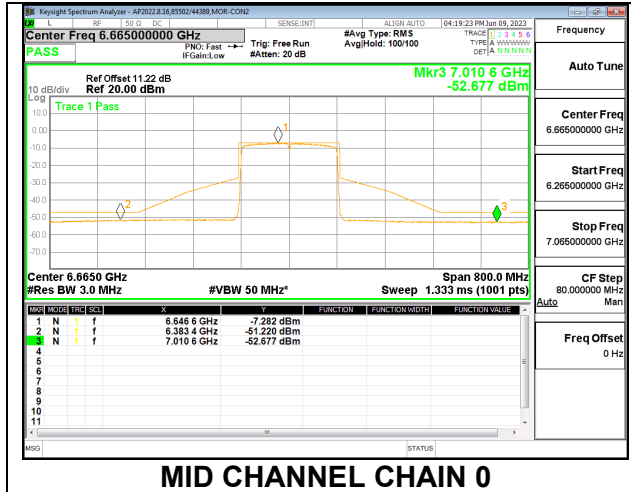 Keysight Spectrum Analyzer - AP2022.8.16,85502/44389,MOR-CON2
L RF 50 Ω DC SENSE:INT ALIGN AUTO 04:19:23 PM Jun 09, 2023
Center Freq 6.665000000 GHz
PASS
PNO: Fast
IFGain:Low
Trig: Free Run
#Atten: 20 dB
#Avg Type: RMS
Avg|Hold: 100/100
TRACE 1 2 3 4 5 6
TYPE A WWWWW
DET A N N N N N
Ref Offset 11.22 dB
10 dB/div Ref 20.00 dBm
Log
Mkr3 7.010 6 GHz
-52.677 dBm
Trace 1 Pass
10.0
0.00
-10.0
-20.0
-30.0
-40.0
-50.0
-60.0
-70.0
1
2
3
Center 6.6650 GHz Span 800.0 MHz
#Res BW 3.0 MHz #VBW 50 MHz* Sweep 1.333 ms (1001 pts)
MKR MODE TRC SCL X Y FUNCTION FUNCTION WIDTH FUNCTION VALUE
1 N 1 f 6.646 6 GHz -7.282 dBm
2 N 1 f 6.383 4 GHz -51.220 dBm
3 N 1 f 7.010 6 GHz -52.677 dBm
4
5
6
7
8
9
10
11
MSG STATUS
Frequency
Auto Tune
Center Freq
6.665000000 GHz
Start Freq
6.265000000 GHz
Stop Freq
7.065000000 GHz
CF Step
80.000000 MHz
Auto Man
Freq Offset
0 Hz
MID CHANNEL CHAIN 0